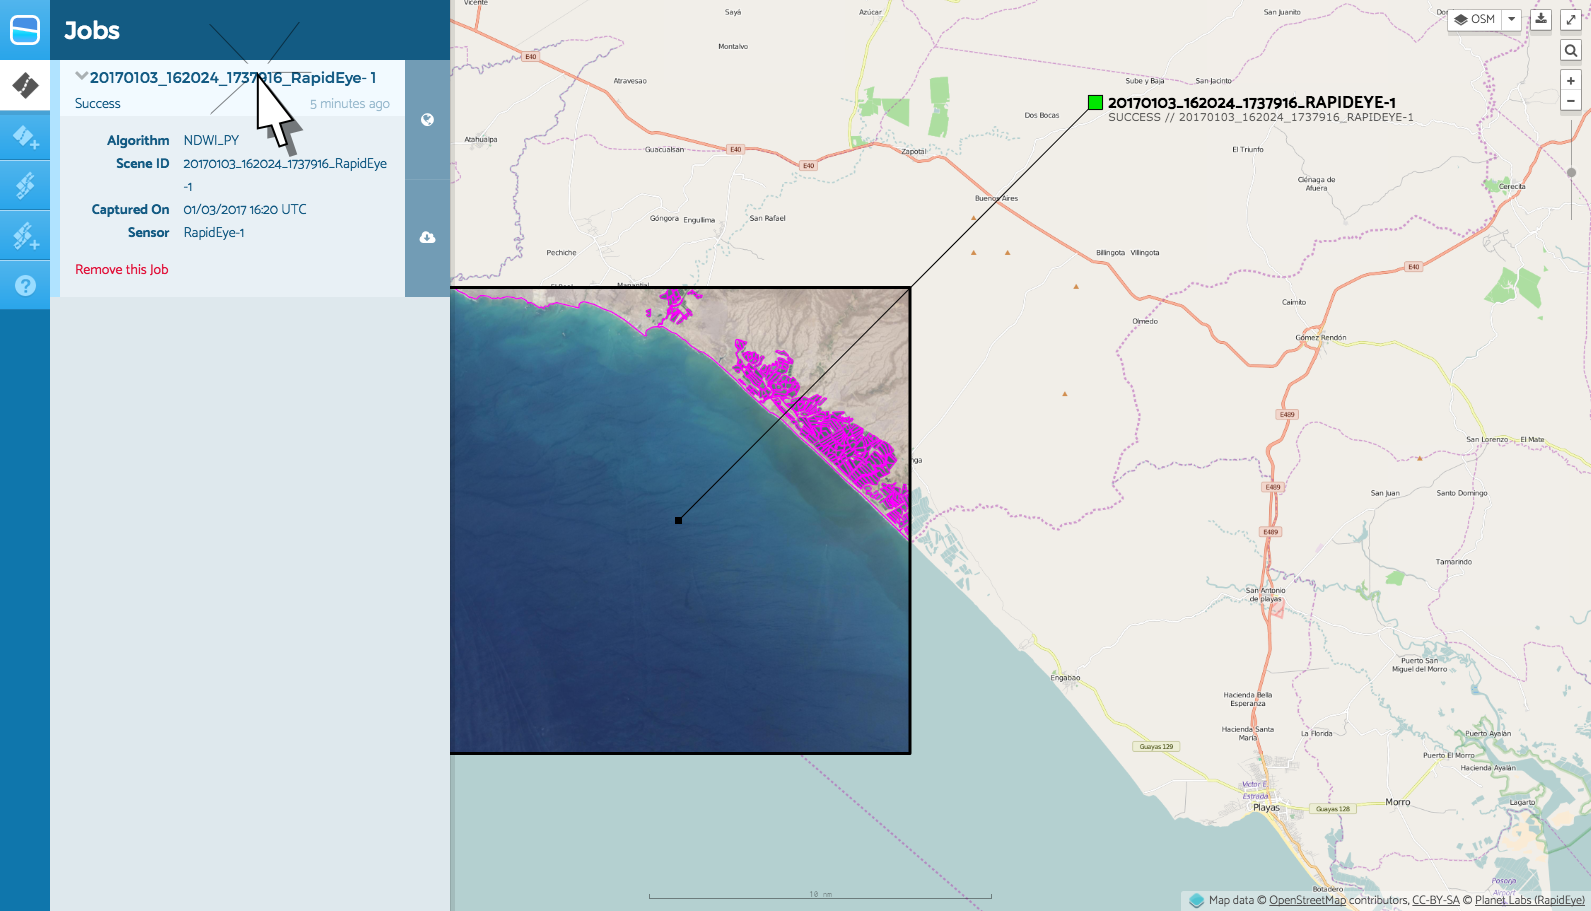 Jobs
20170103_162024_1737916_RapidEye-1
Success
5 minutes ago
Algorithm NDWI_PY
Scene ID 20170103_162024_1737916_RapidEye
-1
Captured On 01/03/2017 16:20 UTC
Sensor RapidEye-1
Remove this Job
?
Vicente
Sayá
Azúcar
San Juanito
OSM
Montalvo
E40
Atravesao
Sube y Baja
San-Jacinto
+
−
20170103_162024_1737916_RAPIDEYE-1
SUCCESS // 20170103_162024_1737916_RAPIDEYE-1
Dos Bocas
Atahualpa
Guacualsan
E40
Zapotal
E40
El Triunfo
Ciénaga de
Afuera
Cerecita
Buenos Aires
Góngora
Engullima
San Rafael
Pechiche
Billingota
Villingota
E40
Caimito
Olmedo
Gómez Rendón
E489
San Lorenzo
El Mate
nga
E489
San Juan
Santo Domingo
E489
Tamarindo
San Antonio
de playas
Puerto San
Miguel del Morro
Engabao
Hacienda Bella
Esperanza
Hacienda Santa
María
La Florida
Puerto Ayalán
Guayas 129
Puerto El Morro
Hacienda Ayalán
Victor E.
Estrada
Playas
Guayas 128
Morro
Lagarto
Posorja
Airport
Botadero
10 nm
Map data © OpenStreetMap contributors, CC-BY-SA © Planet Labs (RapidEye)